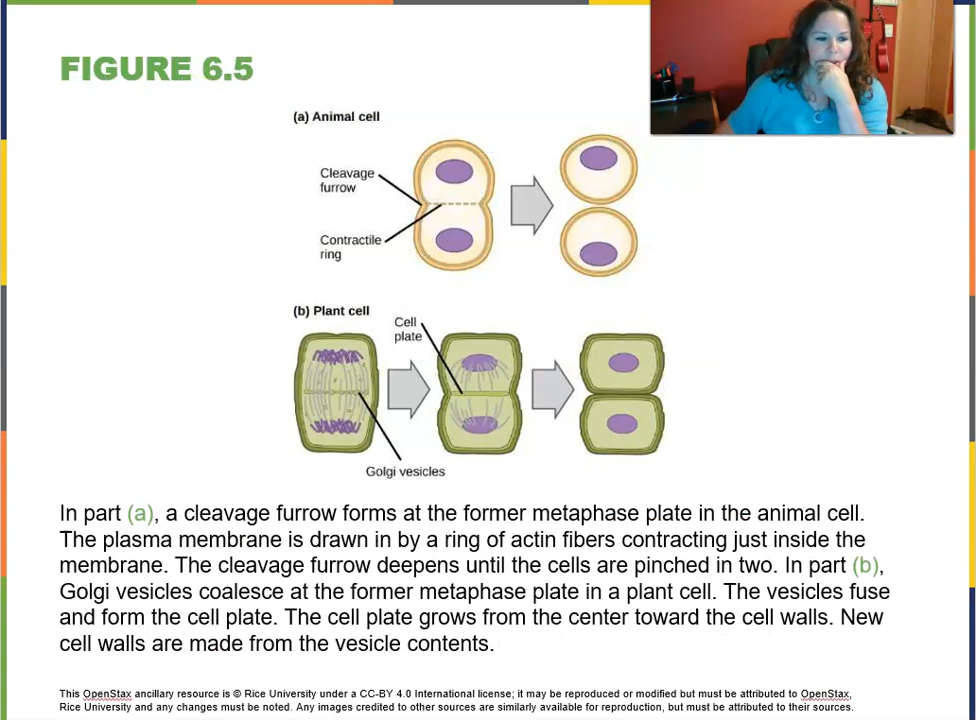 FIGURE 6.5
(a) Animal cell
Cleavage
furrow
Contractile
ring
(b) Plant cell
Cell
plate
Golgi vesicles
In part (a), a cleavage furrow forms at the former metaphase plate in the animal cell.
The plasma membrane is drawn in by a ring of actin fibers contracting just inside the
membrane. The cleavage furrow deepens until the cells are pinched in two. In part (b),
Golgi vesicles coalesce at the former metaphase plate in a plant cell. The vesicles fuse
and form the cell plate. The cell plate grows from the center toward the cell walls. New
cell walls are made from the vesicle contents.
This OpenStax ancillary resource is © Rice University under a CC-BY 4.0 International license; it may be reproduced or modified but must be attributed to OpenStax,
Rice University and any changes must be noted. Any images credited to other sources are similarly available for reproduction, but must be attributed to their sources.